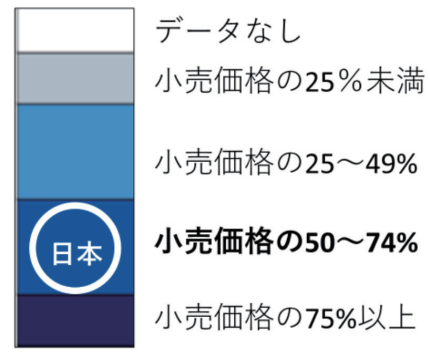 データなし
小売価格の25%未満
小売価格の25～49%
日本
小売価格の50～74%
小売価格の75%以上